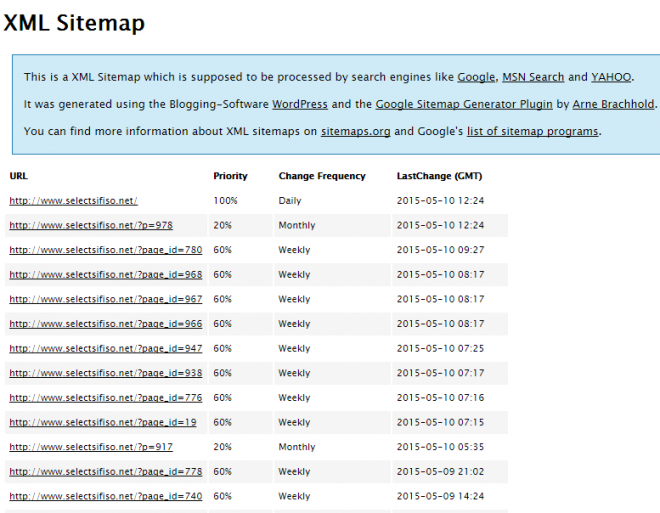 XML Sitemap
This is a XML Sitemap which is supposed to be processed by search engines like Google, MSN Search and YAHOO.
It was generated using the Blogging-Software WordPress and the Google Sitemap Generator Plugin by Arne Brachhold.
You can find more information about XML sitemaps on sitemaps.org and Google's list of sitemap programs.
URL Priority Change Frequency LastChange (GMT)
http://www.selectsifiso.net/ 100% Daily 2015-05-10 12:24
http://www.selectsifiso.net/?p=978 20% Monthly 2015-05-10 12:24
http://www.selectsifiso.net/?page_id=780 60% Weekly 2015-05-10 09:27
http://www.selectsifiso.net/?page_id=968 60% Weekly 2015-05-10 08:17
http://www.selectsifiso.net/?page_id=967 60% Weekly 2015-05-10 08:17
http://www.selectsifiso.net/?page_id=966 60% Weekly 2015-05-10 08:17
http://www.selectsifiso.net/?page_id=947 60% Weekly 2015-05-10 07:25
http://www.selectsifiso.net/?page_id=938 60% Weekly 2015-05-10 07:17
http://www.selectsifiso.net/?page_id=776 60% Weekly 2015-05-10 07:16
http://www.selectsifiso.net/?page_id=19 60% Weekly 2015-05-10 07:15
http://www.selectsifiso.net/?p=917 20% Monthly 2015-05-10 05:35
http://www.selectsifiso.net/?page_id=778 60% Weekly 2015-05-09 21:02
http://www.selectsifiso.net/?page_id=740 60% Weekly 2015-05-09 14:24